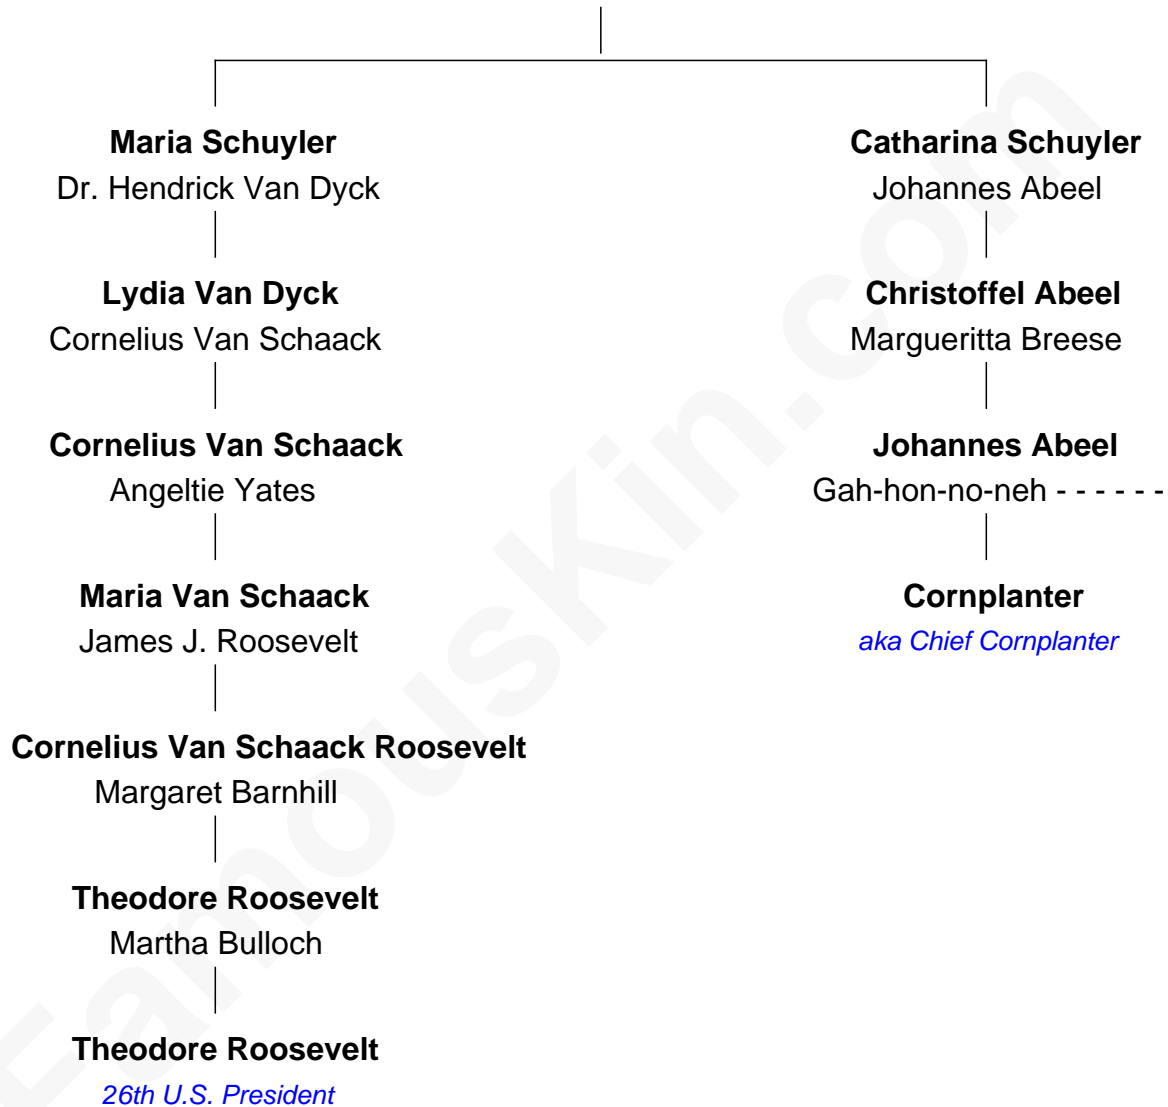 Maria Schuyler
Dr. Hendrick Van Dyck
Lydia Van Dyck
Cornelius Van Schaack
Cornelius Van Schaack
Angeltie Yates
Maria Van Schaack
James J. Roosevelt
Cornelius Van Schaack Roosevelt
Margaret Barnhill
Theodore Roosevelt
Martha Bulloch
Theodore Roosevelt
26th U.S. President
Catharina Schuyler
Johannes Abeel
Christoffel Abeel
Margueritta Breese
Johannes Abeel
Gah-hon-no-neh - - - - - -
Cornplanter
aka Chief Cornplanter
FamousKin.com